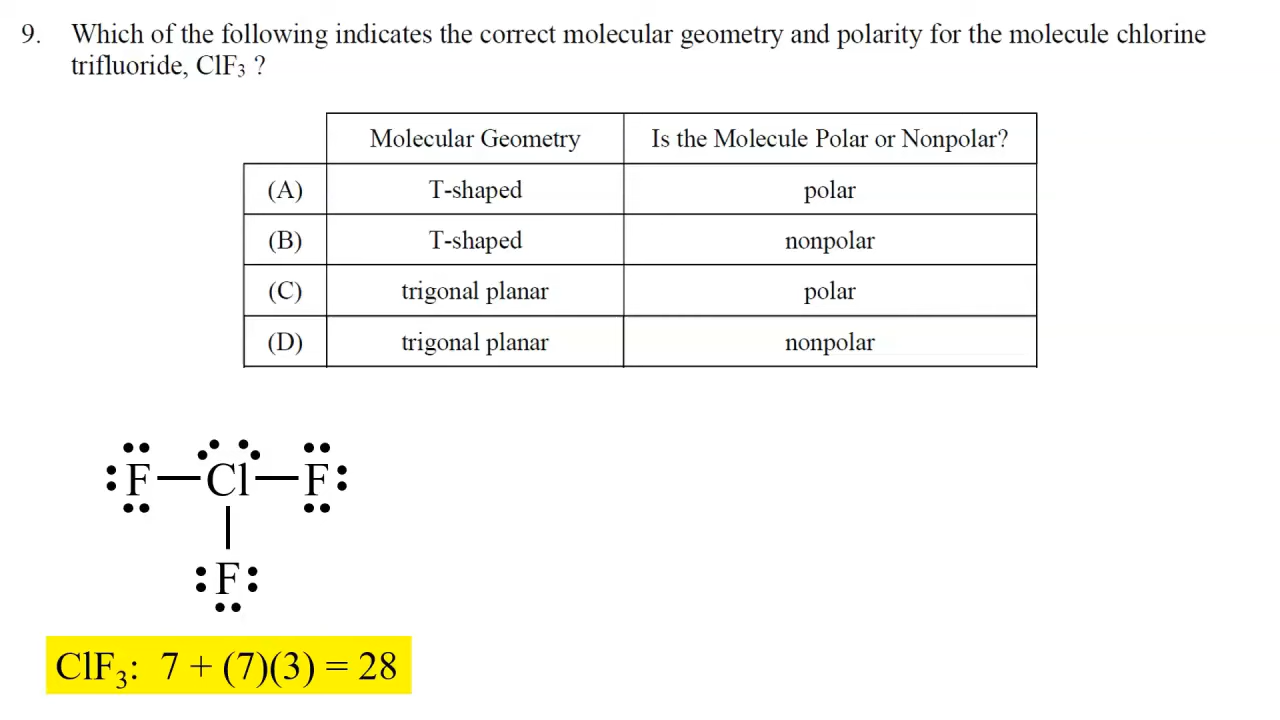 9. Which of the following indicates the correct molecular geometry and polarity for the molecule chlorine
trifluoride, ClF₃ ?
Molecular Geometry Is the Molecule Polar or Nonpolar?
(A) T-shaped polar
(B) T-shaped nonpolar
(C) trigonal planar polar
(D) trigonal planar nonpolar
F Cl F
F
ClF₃: 7 + (7)(3) = 28